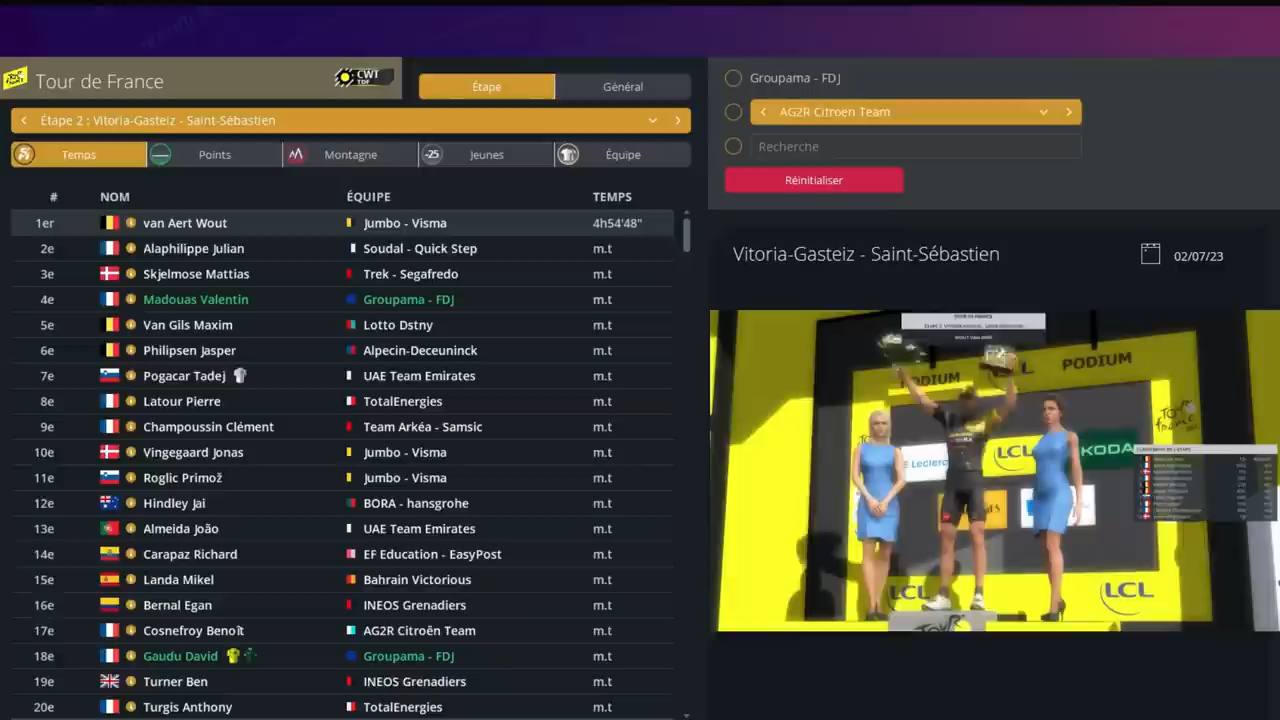 Tour de France
CWT
TDF
Étape
Général
Étape 2 : Vitoria-Gasteiz - Saint-Sébastien
Temps
Points
Montagne
-25
Jeunes
Équipe
# NOM ÉQUIPE TEMPS
1er van Aert Wout Jumbo - Visma 4h54'48"
2e Alaphilippe Julian Soudal - Quick Step m.t
3e Skjelmose Mattias Trek - Segafredo m.t
4e Madouas Valentin Groupama - FDJ m.t
5e Van Gils Maxim Lotto Dstny m.t
6e Philipsen Jasper Alpecin-Deceuninck m.t
7e Pogacar Tadej UAE Team Emirates m.t
8e Latour Pierre TotalEnergies m.t
9e Champoussin Clément Team Arkéa - Samsic m.t
10e Vingegaard Jonas Jumbo - Visma m.t
11e Roglic Primož Jumbo - Visma m.t
12e Hindley Jai BORA - hansgrohe m.t
13e Almeida João UAE Team Emirates m.t
14e Carapaz Richard EF Education - EasyPost m.t
15e Landa Mikel Bahrain Victorious m.t
16e Bernal Egan INEOS Grenadiers m.t
17e Cosnefroy Benoît AG2R Citroën Team m.t
18e Gaudu David Groupama - FDJ m.t
19e Turner Ben INEOS Grenadiers m.t
20e Turgis Anthony TotalEnergies m.t
Groupama - FDJ
AG2R Citroën Team
Recherche
Réinitialiser
Vitoria-Gasteiz - Saint-Sébastien
02/07/23
TOUR DE FRANCE
PODIUM
PODIUM
E.Leclerc
LCL
KODA
LCL
LCL